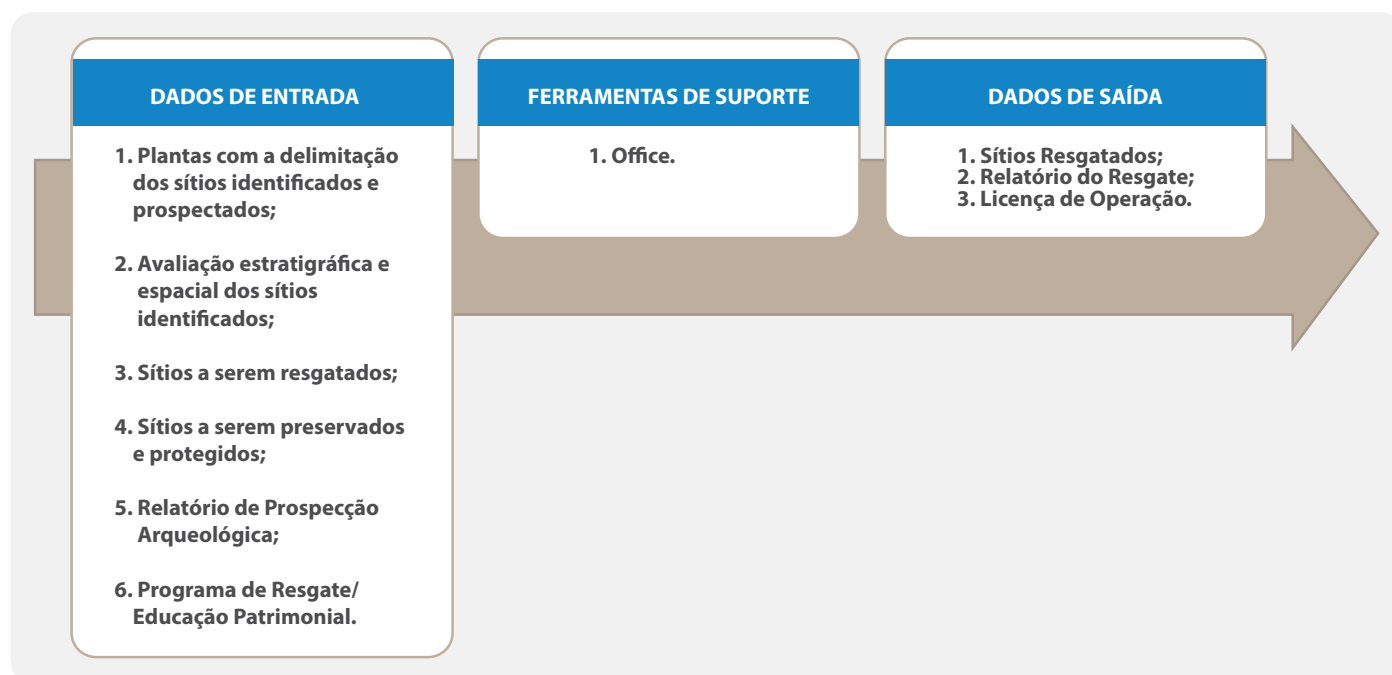 DADOS DE ENTRADA
1. Plantas com a delimitação
dos sítios identificados e
prospectados;
2. Avaliação estratigráfica e
espacial dos sítios
identificados;
3. Sítios a serem resgatados;
4. Sítios a serem preservados
e protegidos;
5. Relatório de Prospecção
Arqueológica;
6. Programa de Resgate/
Educação Patrimonial.
FERRAMENTAS DE SUPORTE
1. Office.
DADOS DE SAÍDA
1. Sítios Resgatados;
2. Relatório do Resgate;
3. Licença de Operação.